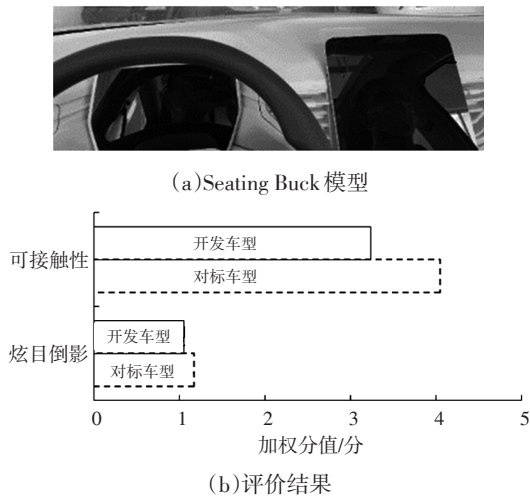 (a)Seating Buck模型
可接触性
开发车型
对标车型
炫目倒影
开发车型
对标车型
0 1 2 3 4 5
加权分值/分
(b)评价结果